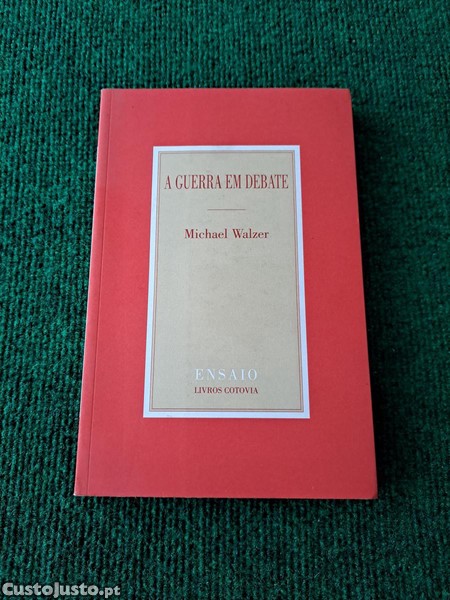 A GUERRA EM DEBATE
Michael Walzer
ENSAIO
LIVROS COTOVIA
CustoJusto.pt